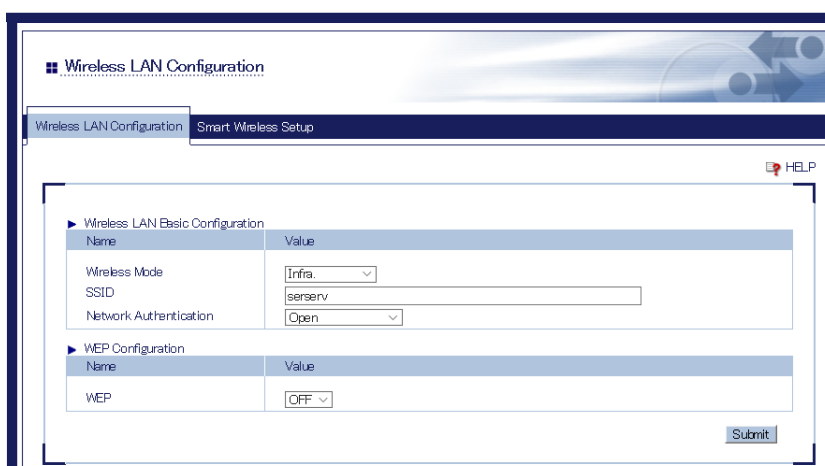 Wireless LAN Configuration
Wireless LAN Configuration Smart Wireless Setup
HELP
Wireless LAN Basic Configuration
Name Value
Wireless Mode Infra.
SSID serserv
Network Authentication Open
WEP Configuration
Name Value
WEP OFF
Submit